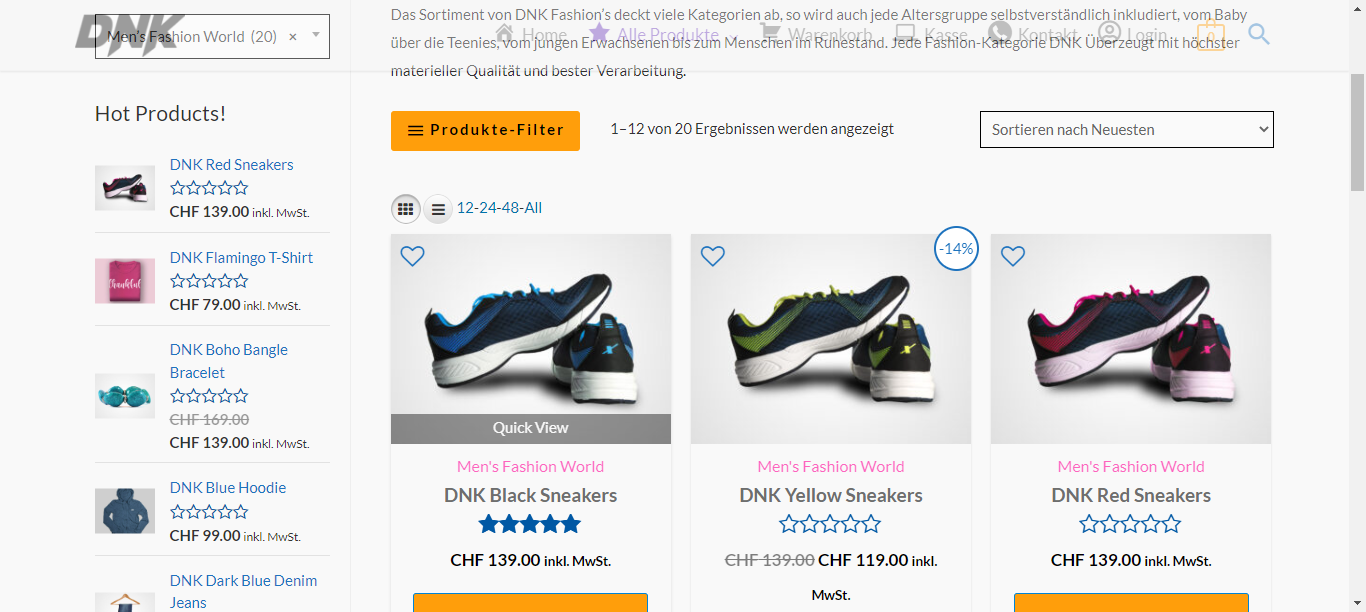 DNK
Men's Fashion World (20) ×
Home
Alle Produkte
Warenkorb
Kasse
Kontakt
Login
0
Das Sortiment von DNK Fashion's deckt viele Kategorien ab, so wird auch jede Altersgruppe selbstverständlich inkludiert, vom Baby
über die Teenies, vom jungen Erwachsenen bis zum Menschen im Ruhestand. Jede Fashion-Kategorie DNK Überzeugt mit höchster
materieller Qualität und bester Verarbeitung.
Hot Products!
DNK Red Sneakers
CHF 139.00 inkl. MwSt.
DNK Flamingo T-Shirt
Thankful
CHF 79.00 inkl. MwSt.
DNK Boho Bangle
Bracelet
CHF 169.00
CHF 139.00 inkl. MwSt.
DNK Blue Hoodie
CHF 99.00 inkl. MwSt.
DNK Dark Blue Denim
Jeans
Produkte-Filter
1–12 von 20 Ergebnissen werden angezeigt
Sortieren nach Neuesten
12-24-48-All
Quick View
Men's Fashion World
DNK Black Sneakers
CHF 139.00 inkl. MwSt.
-14%
Men's Fashion World
DNK Yellow Sneakers
CHF 139.00 CHF 119.00 inkl.
MwSt.
Men's Fashion World
DNK Red Sneakers
CHF 139.00 inkl. MwSt.